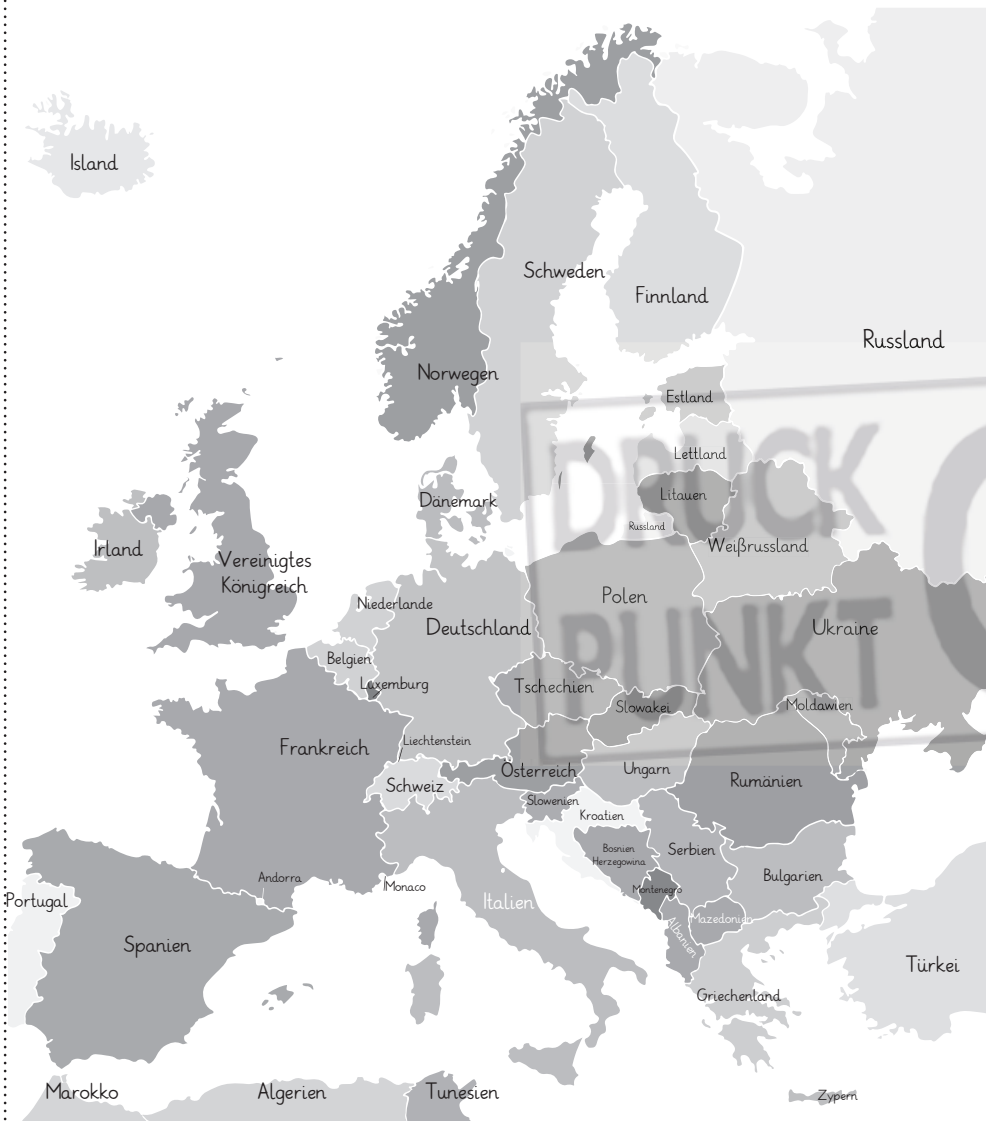 Island
Schweden
Finnland
Russland
Norwegen
Estland
DRUCK
Lettland
Dänemark
Litauen
Russland
Irland
Weißrussland
Vereinigtes
Königreich
Niederlande
Polen
Deutschland
Ukraine
PUNKT
Belgien
Luxemburg
Tschechien
Slowakei
Moldawien
Frankreich
Liechtenstein
Österreich
Ungarn
Schweiz
Rumänien
Slowenien
Kroatien
Bosnien
Herzegowina
Serbien
Andorra
Monaco
Montenegro
Bulgarien
Portugal
Italien
Mazedonien
Albanien
Spanien
Türkei
Griechenland
Marokko
Algerien
Tunesien
Zypern